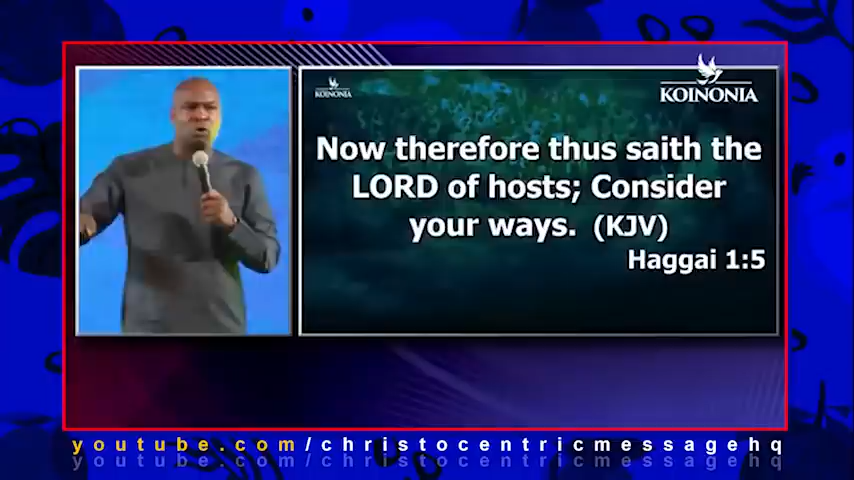 KOINONIA
KOINONIA
Now therefore thus saith the
LORD of hosts; Consider
your ways. (KJV)
Haggai 1:5
youtube.com/christocentricmessagehq
youtube.com/christocentricmessagehq